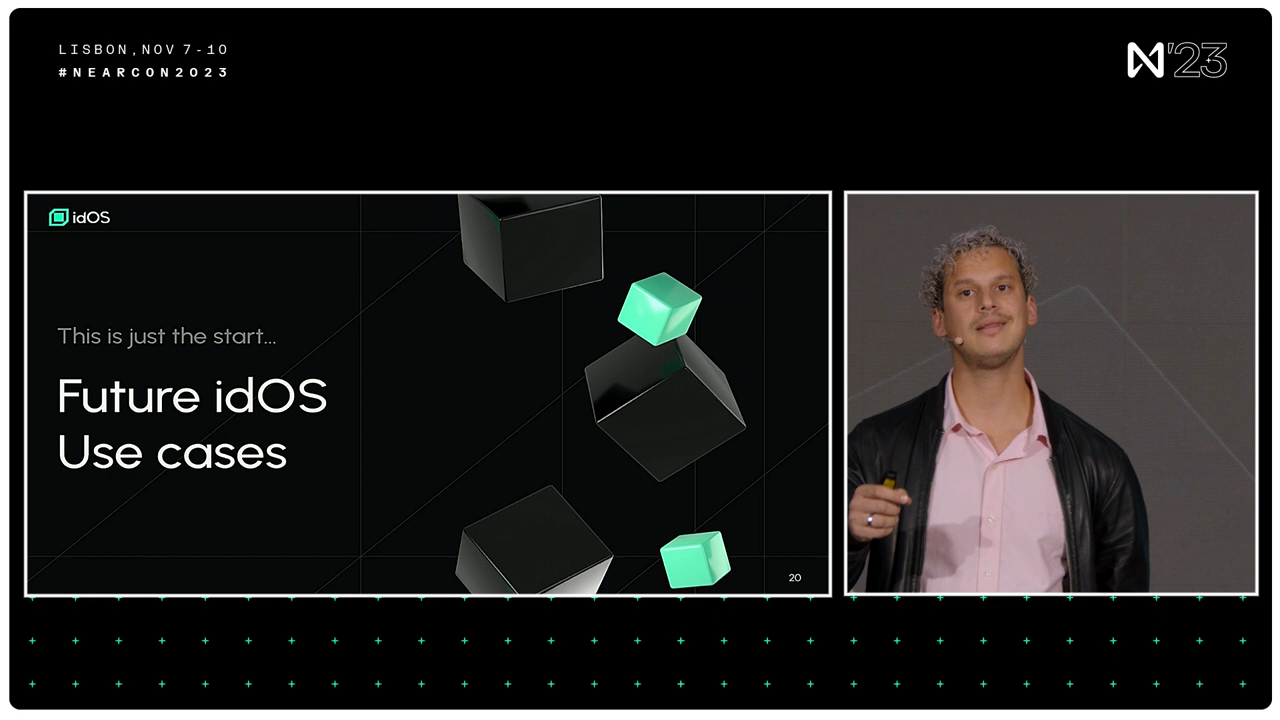 LISBON, NOV 7-10
#NEARCON2023
N'23
idOS
This is just the start...
Future idOS
Use cases
20